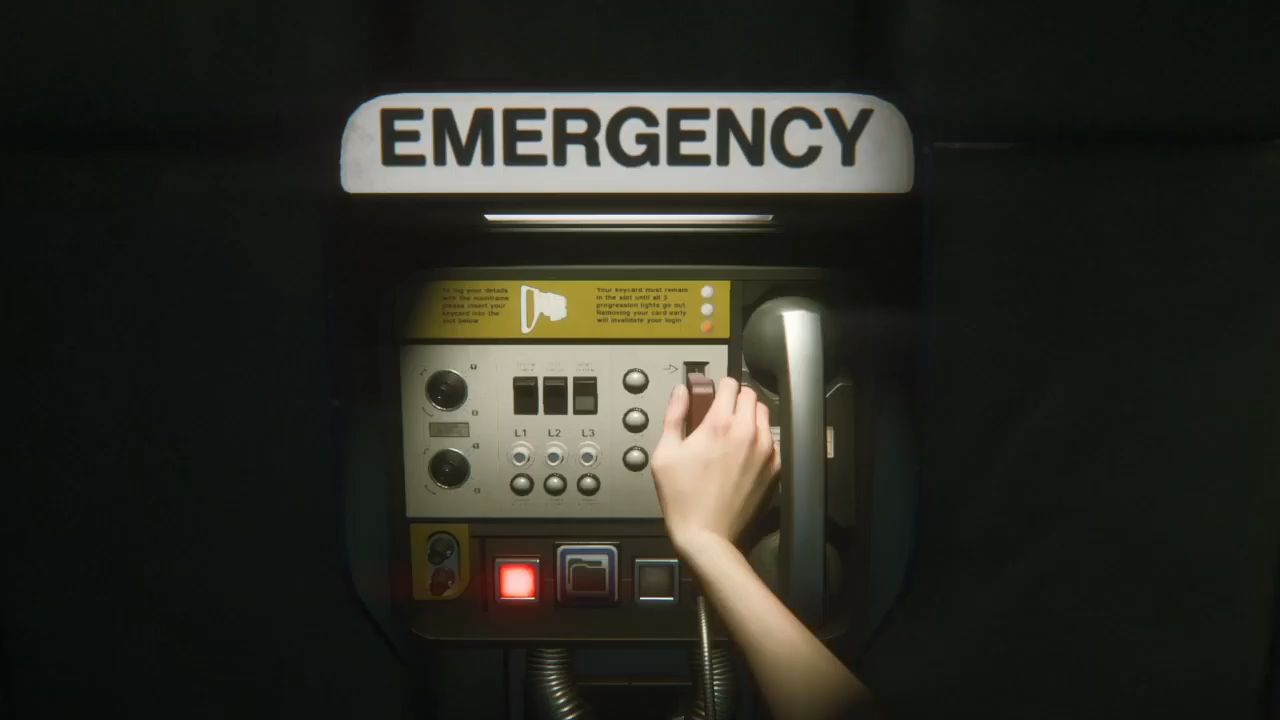 EMERGENCY
To log your details
with the mainframe
please insert your
keycard into the
slot below
Your keycard must remain
in the slot until all 3
progression lights go out.
Removing your card early
will invalidate your login
L1 L2 L3